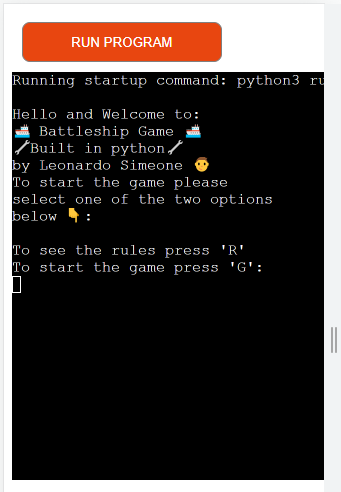 RUN PROGRAM
Running startup command: python3 ru
Hello and Welcome to:
🚢 Battleship Game 🚢
🔧Built in python🔧
by Leonardo Simeone 👨
To start the game please
select one of the two options
below 👇:
To see the rules press 'R'
To start the game press 'G':